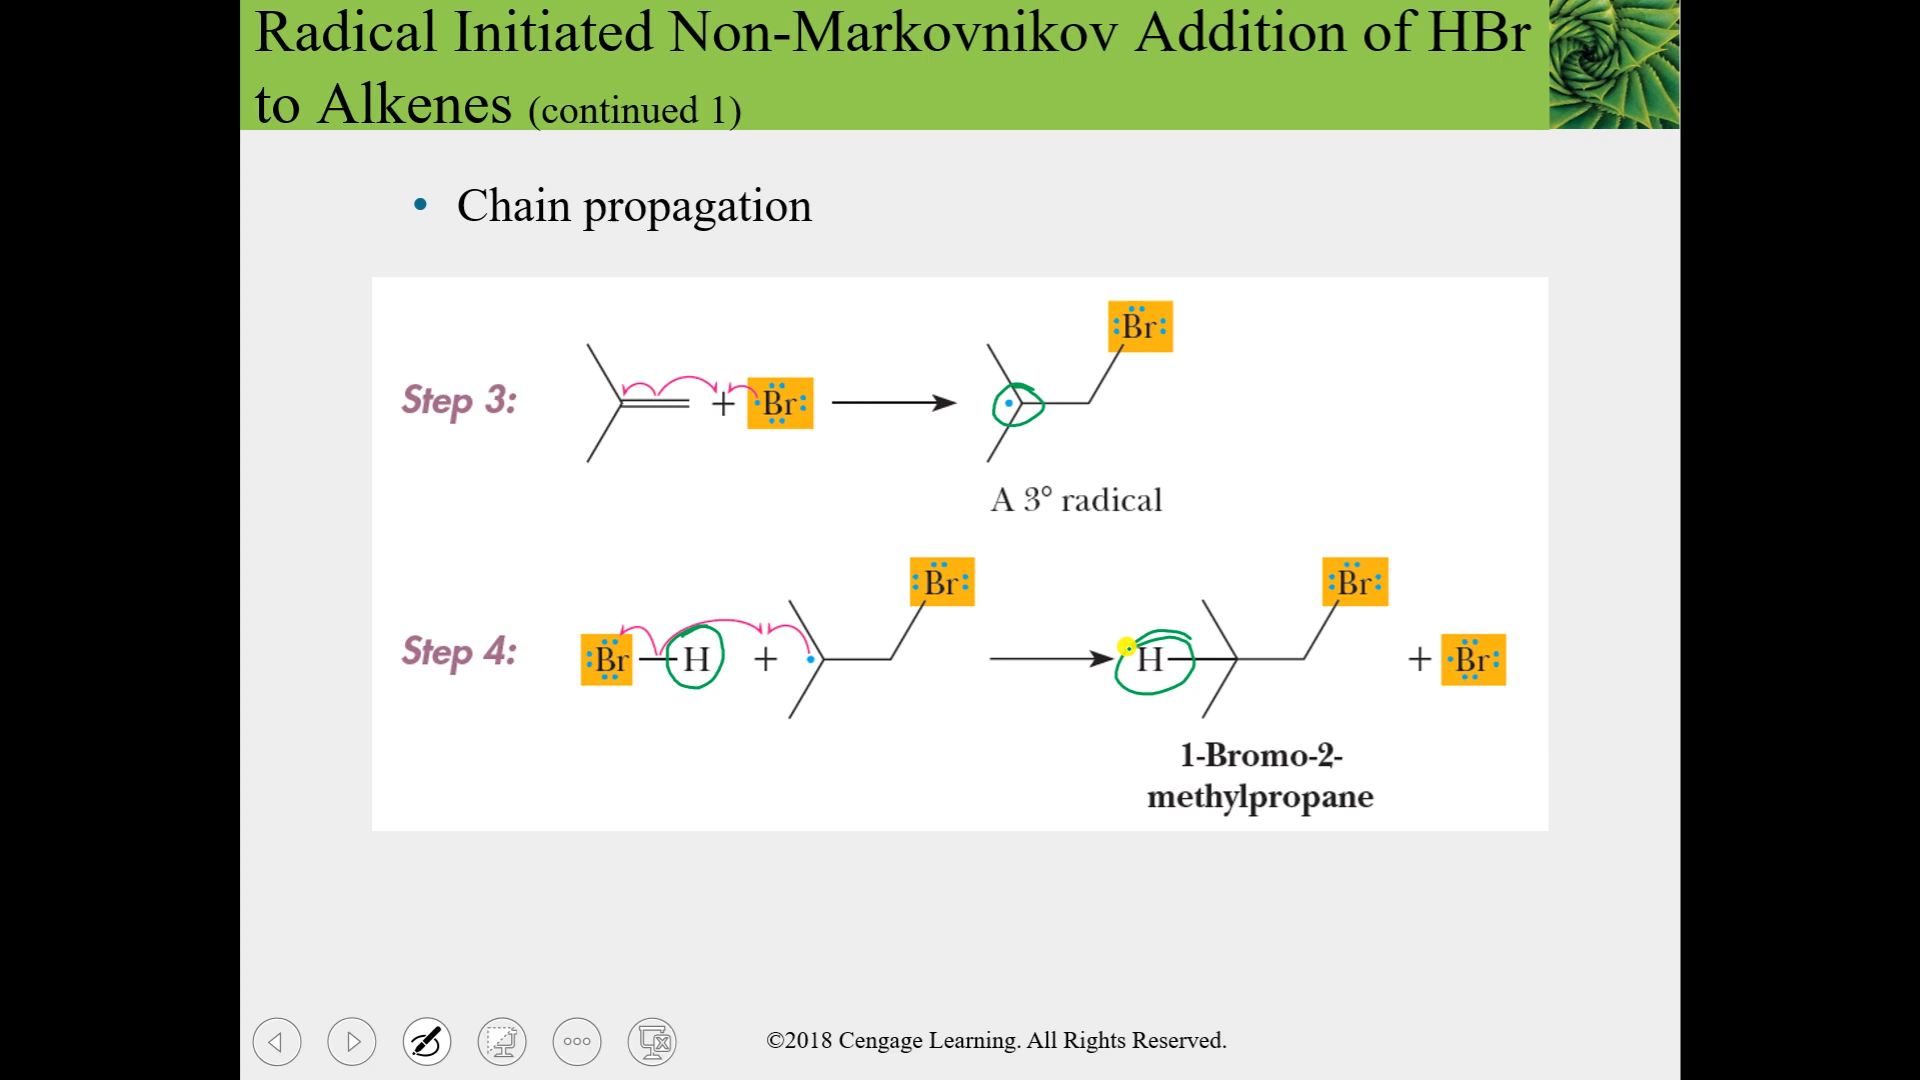 Radical Initiated Non-Markovnikov Addition of HBr
to Alkenes (continued 1)
• Chain propagation
Br
Step 3: + Br
A 3° radical
Br Br
Step 4: Br H + H + Br
1-Bromo-2-
methylpropane
©2018 Cengage Learning. All Rights Reserved.